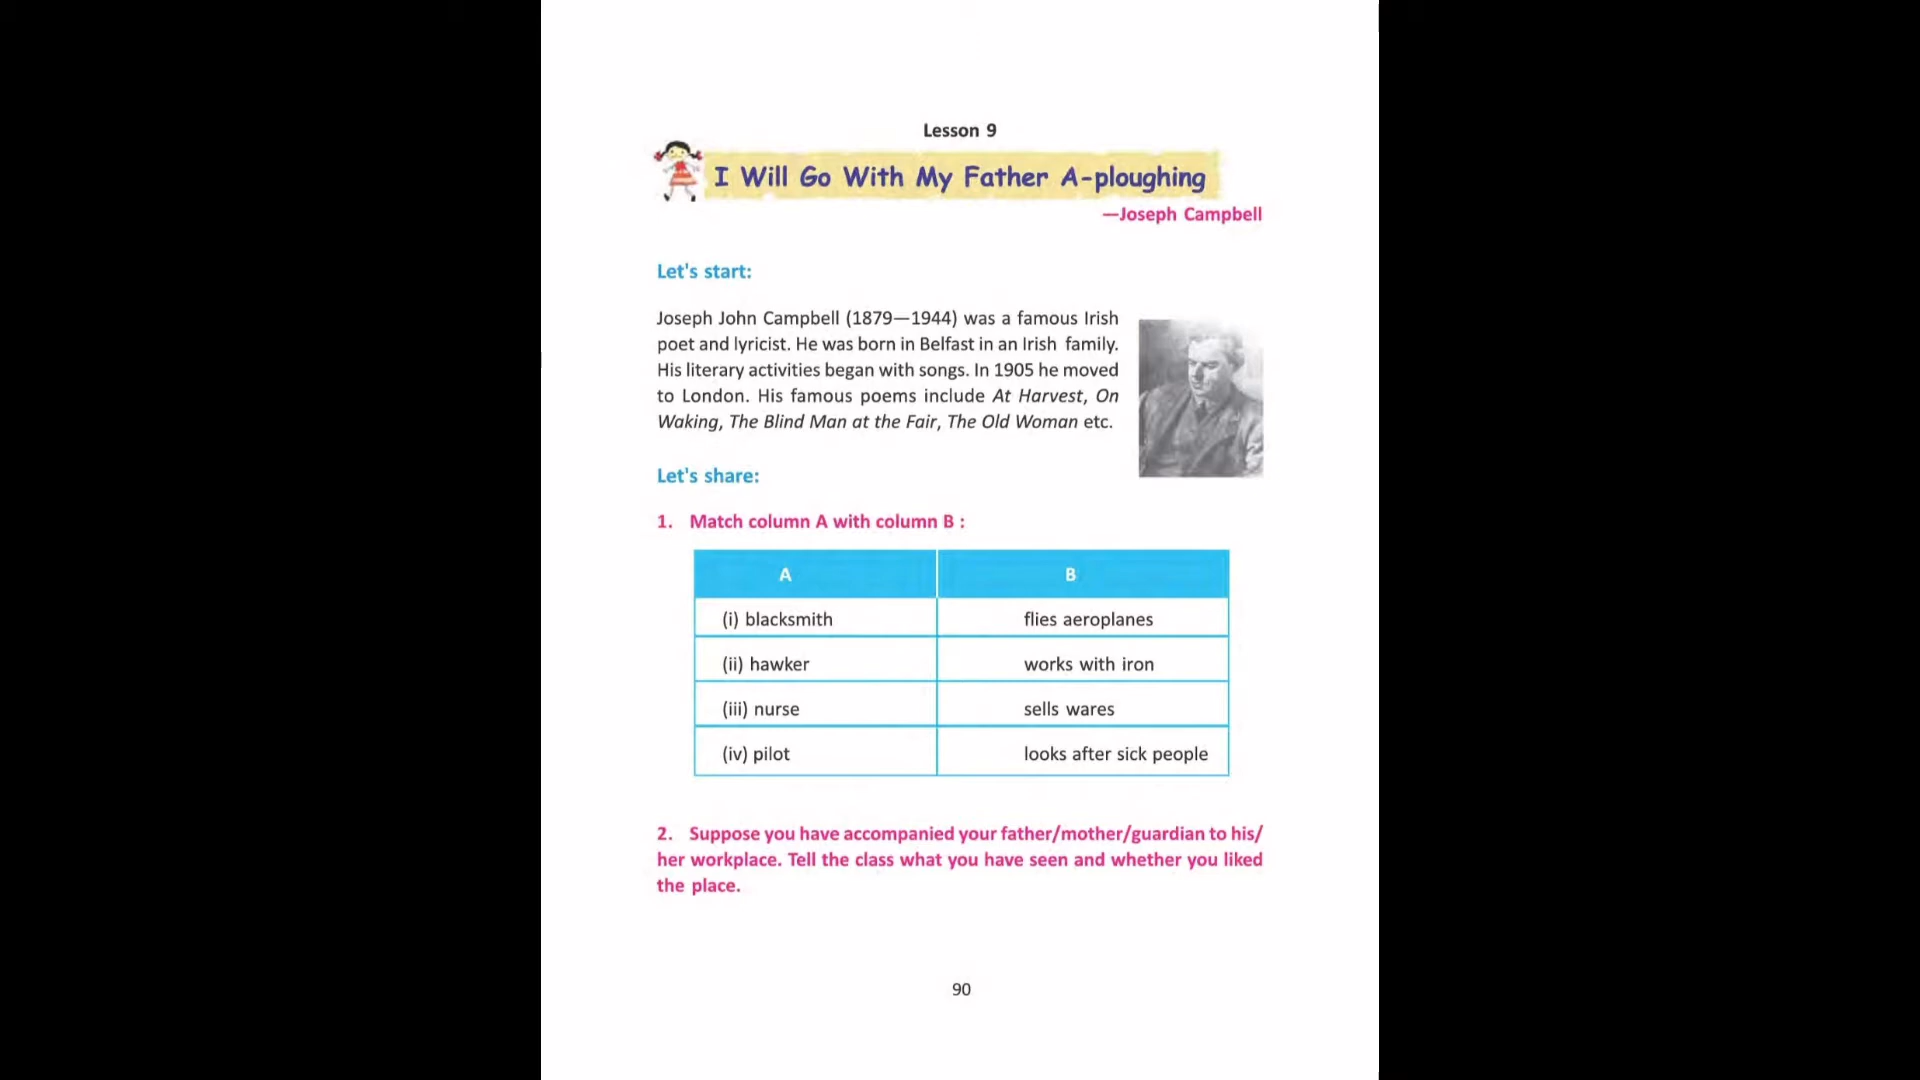 Lesson 9
I Will Go With My Father A-ploughing
—Joseph Campbell
Let's start:
Joseph John Campbell (1879—1944) was a famous Irish
poet and lyricist. He was born in Belfast in an Irish family.
His literary activities began with songs. In 1905 he moved
to London. His famous poems include At Harvest, On
Waking, The Blind Man at the Fair, The Old Woman etc.
Let's share:
1. Match column A with column B :
A B
(i) blacksmith flies aeroplanes
(ii) hawker works with iron
(iii) nurse sells wares
(iv) pilot looks after sick people
2. Suppose you have accompanied your father/mother/guardian to his/
her workplace. Tell the class what you have seen and whether you liked
the place.
90